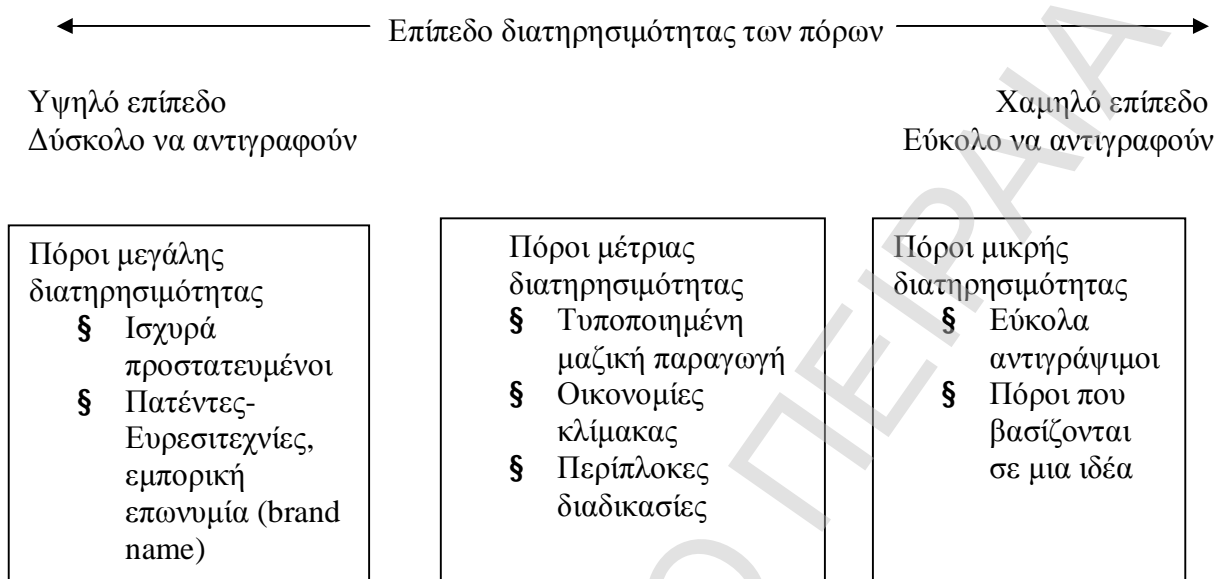 Επίπεδο διατηρησιμότητας των πόρων
Υψηλό επίπεδο
Δύσκολο να αντιγραφούν
Χαμηλό επίπεδο
Εύκολο να αντιγραφούν
Πόροι μεγάλης
διατηρησιμότητας
§ Ισχυρά
προστατευμένοι
§ Πατέντες-
Ευρεσιτεχνίες,
εμπορική
επωνυμία (brand
name)
Πόροι μέτριας
διατηρησιμότητας
§ Τυποποιημένη
μαζική παραγωγή
§ Οικονομίες
κλίμακας
§ Περίπλοκες
διαδικασίες
Πόροι μικρής
διατηρησιμότητας
§ Εύκολα
αντιγράψιμοι
§ Πόροι που
βασίζονται
σε μια ιδέα
ΠΕΙΡΑΙΑ